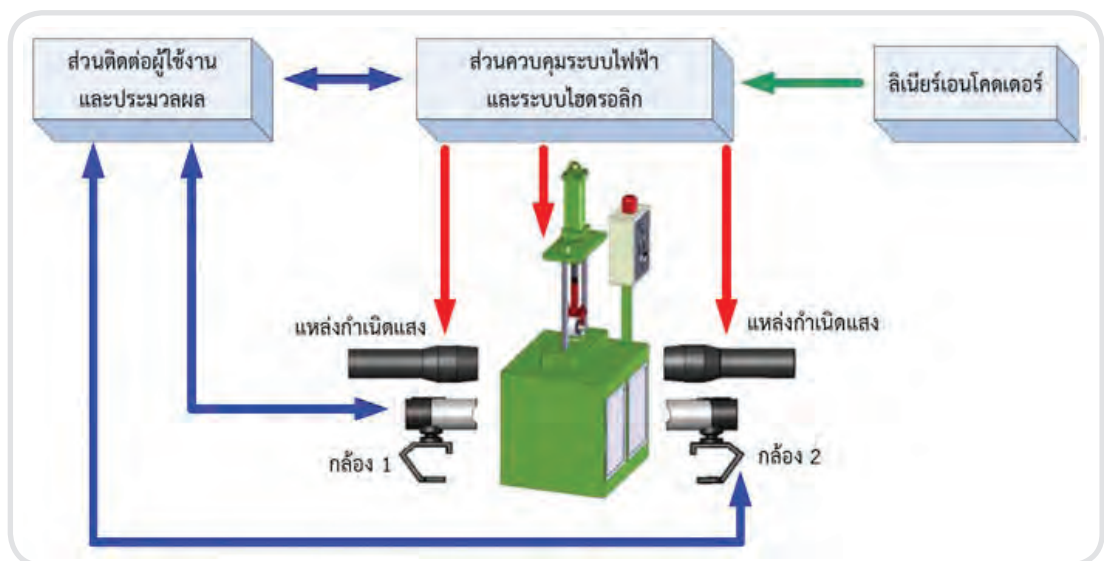 ส่วนติดต่อผู้ใช้งาน
และประมวลผล
ส่วนควบคุมระบบไฟฟ้า
และระบบไฮดรอลิก
ลิเนียร์เอนโคดเดอร์
แหล่งกำเนิดแสง
แหล่งกำเนิดแสง
กล้อง 1
กล้อง 2